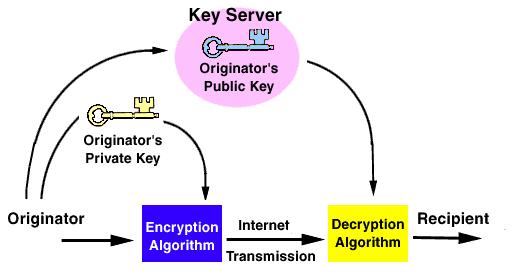 Key Server
Originator's
Public Key
Originator's
Private Key
Originator
Encryption
Algorithm
Internet
Transmission
Decryption
Algorithm
Recipient